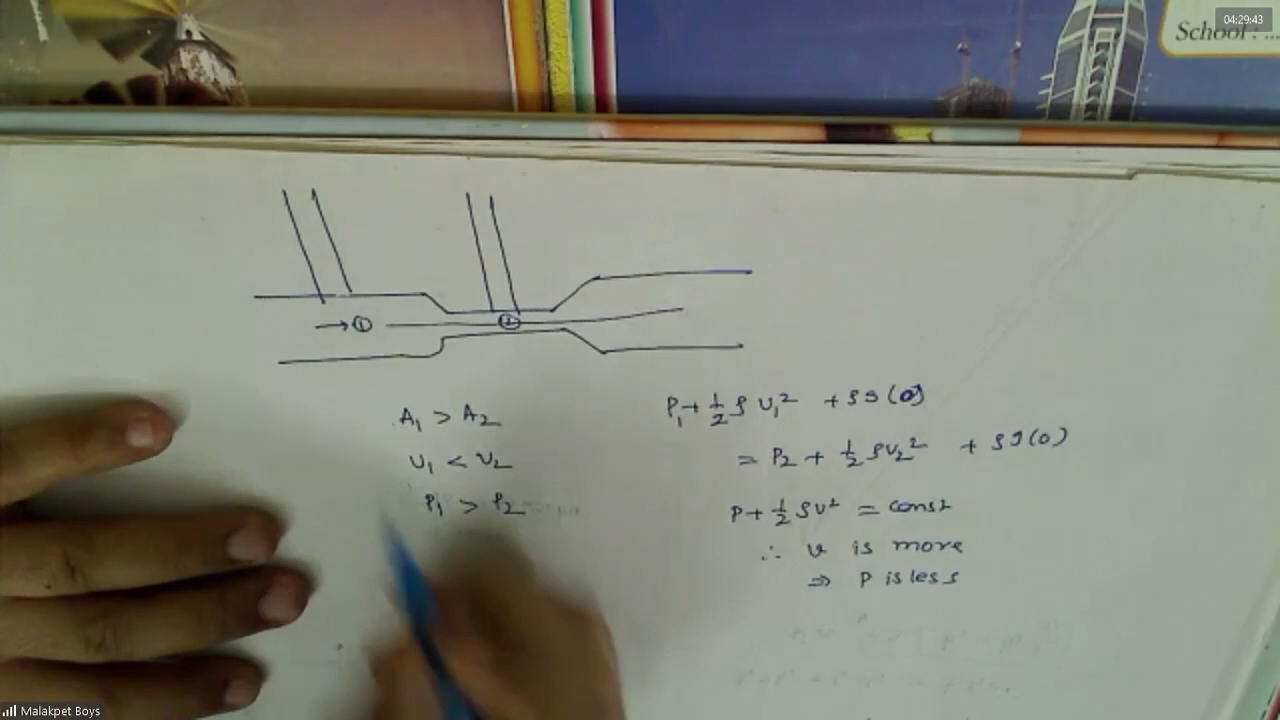 04:29:43
School : ...
→①
②
A₁ > A₂
v₁ < v₂
P₁ > P₂
P₁ + ½ ρ v₁² + ρg(0)
= P₂ + ½ ρv₂² + ρg(0)
P + ½ ρv² = const
∴ v is more
⇒ P is less
Malakpet Boys